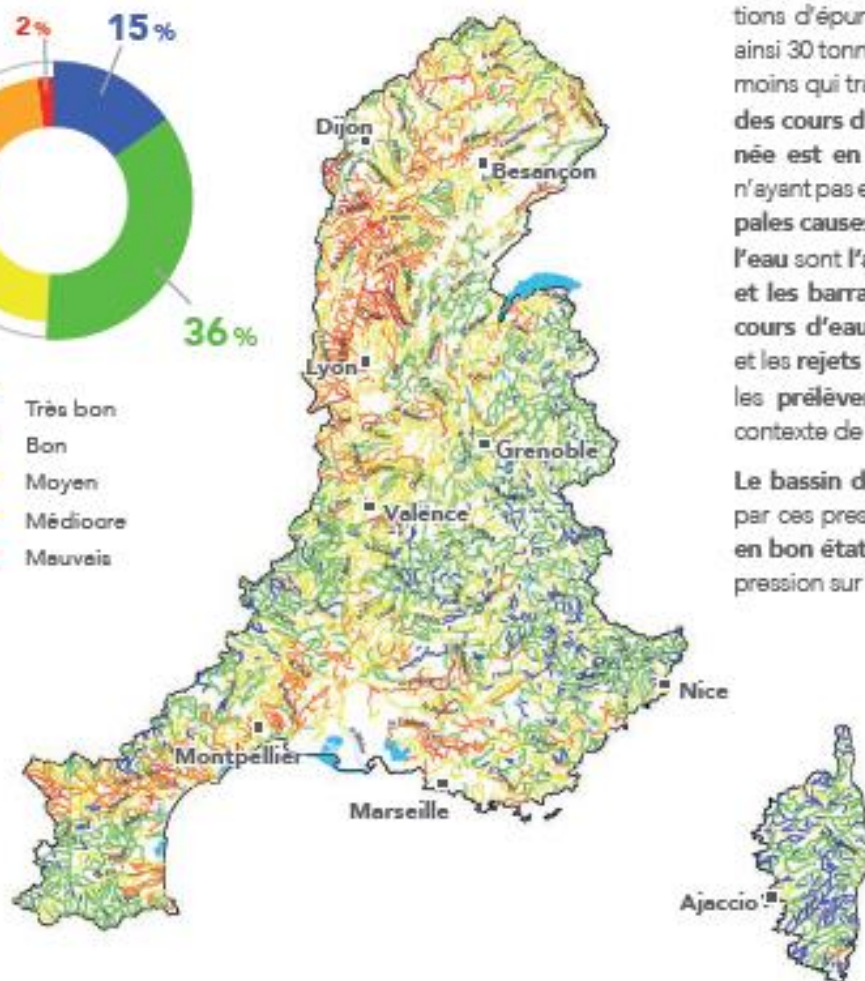 2%
15%
36%
Très bon
Bon
Moyen
Médiocre
Mauvais
Dijon
Besançon
Lyon
Grenoble
Valence
Nice
Montpellier
Marseille
Ajaccio
tions d'épur
ainsi 30 tonn
moins qui tra
des cours d
née est en
n'ayant pas e
pales cause
l'eau sont l'a
et les barra
cours d'eau
et les rejets
les prélève
contexte de
Le bassin d
par ces pres
en bon état
pression sur